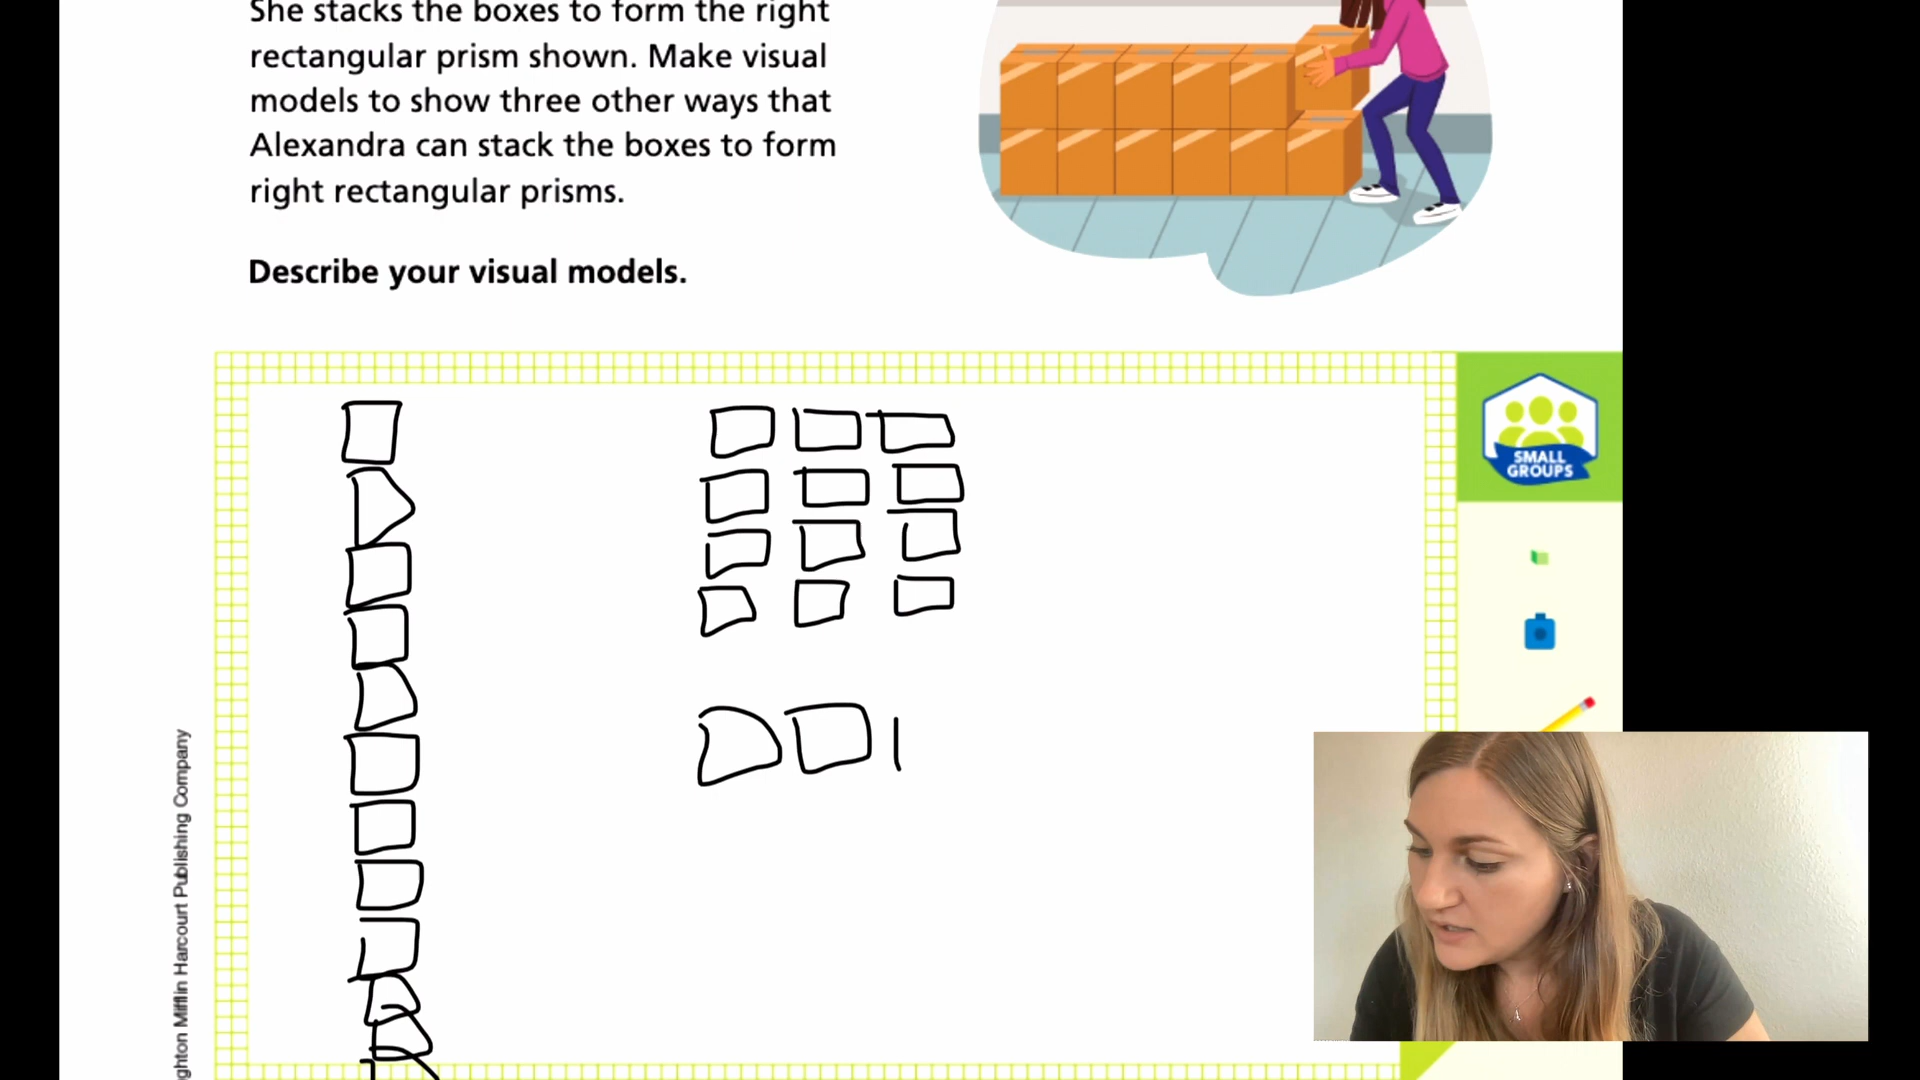 She stacks the boxes to form the right
rectangular prism shown. Make visual
models to show three other ways that
Alexandra can stack the boxes to form
right rectangular prisms.
Describe your visual models.
SMALL
GROUPS
ghton Mifflin Harcourt Publishing Company